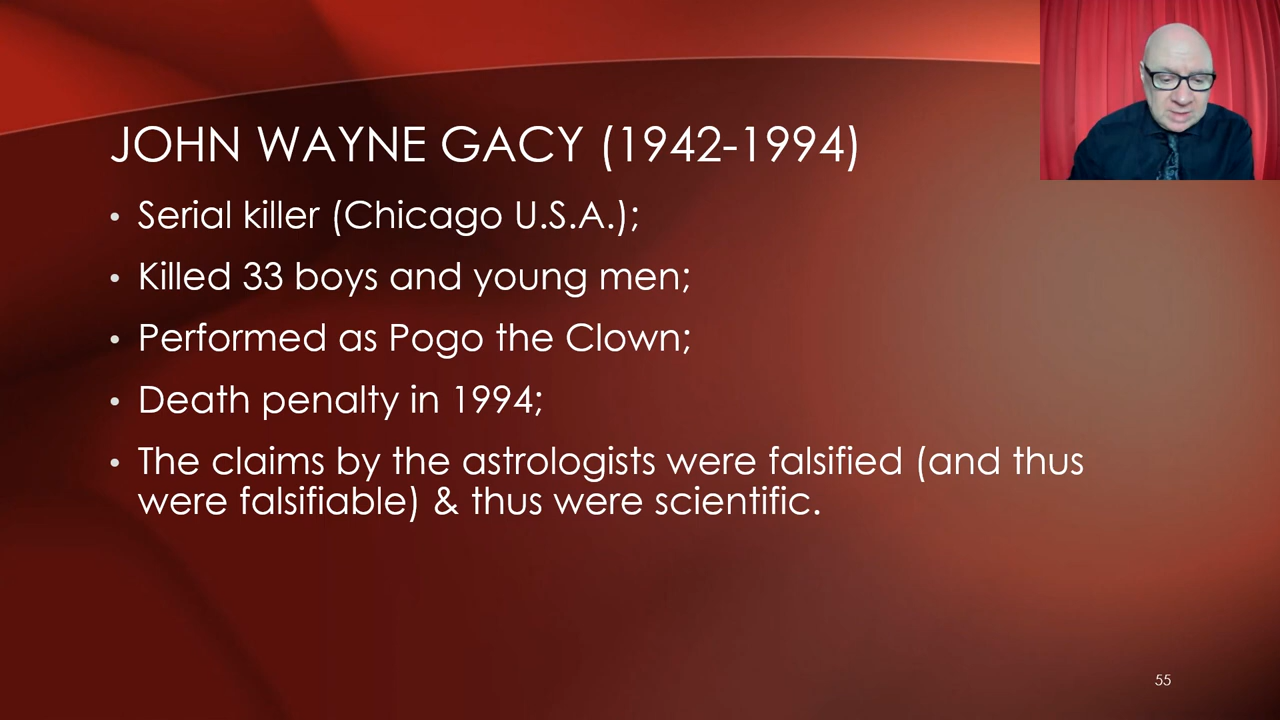 JOHN WAYNE GACY (1942-1994)
• Serial killer (Chicago U.S.A.);
• Killed 33 boys and young men;
• Performed as Pogo the Clown;
• Death penalty in 1994;
• The claims by the astrologists were falsified (and thus
were falsifiable) & thus were scientific.
55